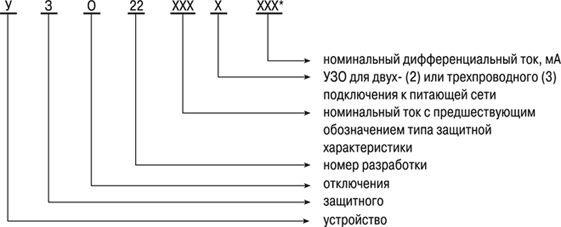 У З О 22 ХХХ Х ХХХ*
номинальный дифференциальный ток, мА
УЗО для двух- (2) или трехпроводного (3)
подключения к питающей сети
номинальный ток с предшествующим
обозначением типа защитной
характеристики
номер разработки
отключения
защитного
устройство